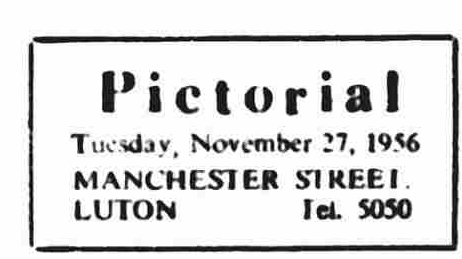 Pictorial
Tuesday, November 27, 1956
MANCHESTER STREET.
LUTON Tel. 5050